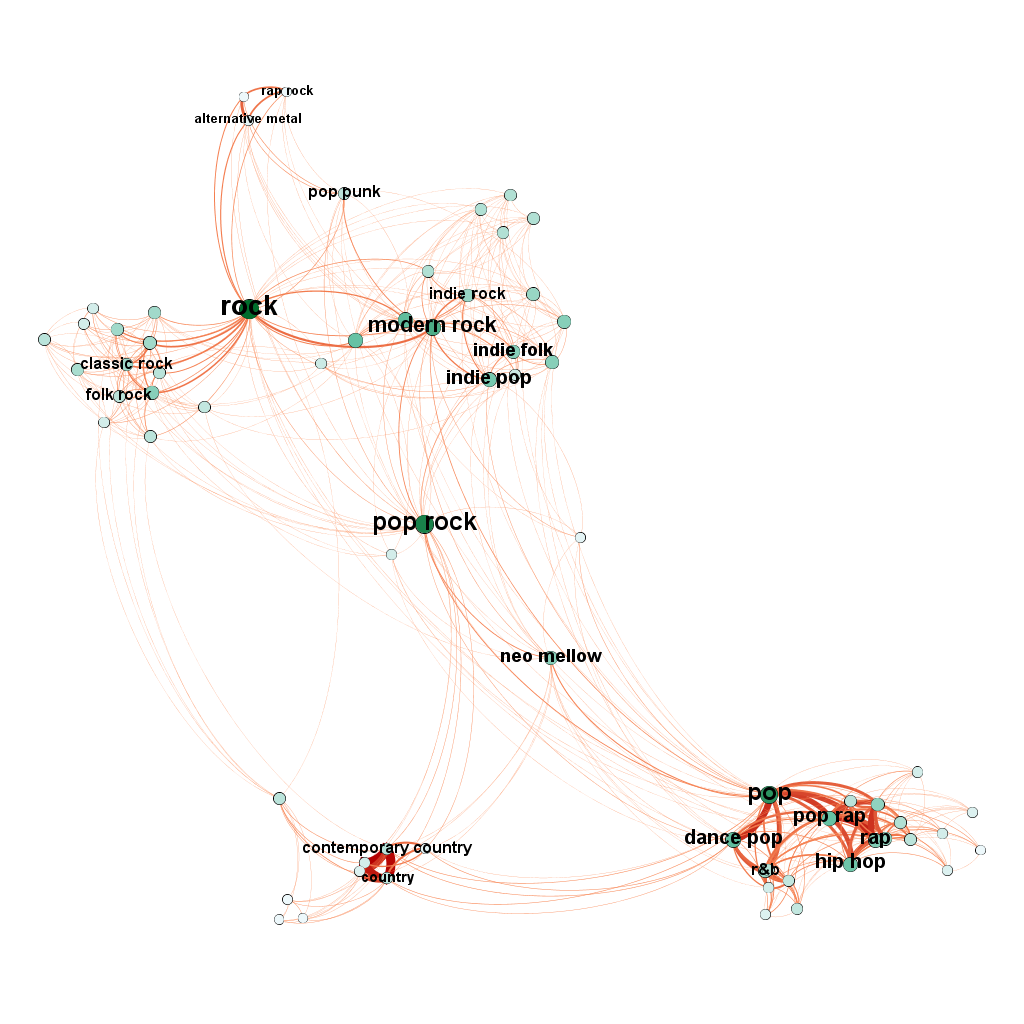 rap rock
alternative metal
pop punk
indie rock
rock
modern rock
indie folk
classic rock
indie pop
folk rock
pop rock
neo mellow
pop
pop rap
dance pop
rap
contemporary country
hip hop
r&b
country